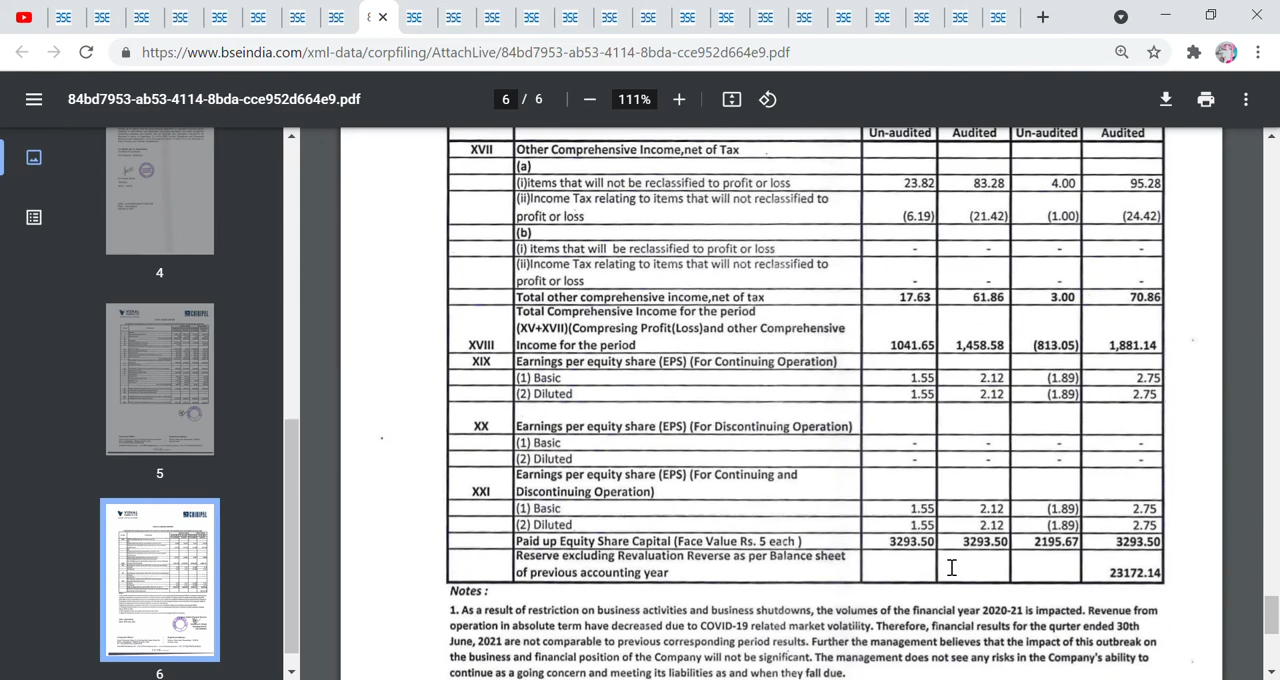 https://www.bseindia.com/xml-data/corpfiling/AttachLive/84bd7953-ab53-4114-8bda-cce952d664e9.pdf
84bd7953-ab53-4114-8bda-cce952d664e9.pdf
6 / 6
111%
4
5
6
Un-audited Audited Un-audited Audited
XVII Other Comprehensive Income,net of Tax
(a)
(i)items that will not be reclassified to profit or loss 23.82 83.28 4.00 95.28
(ii)Income Tax relating to items that will not reclassified to
profit or loss (6.19) (21.42) (1.00) (24.42)
(b)
(i) items that will be reclassified to profit or loss - - - -
(ii)Income Tax relating to items that will not reclassified to
profit or loss - - - -
Total other comprehensive income,net of tax 17.63 61.86 3.00 70.86
Total Comprehensive Income for the period
(XV+XVII)(Comprising Profit(Loss)and other Comprehensive
XVIII Income for the period 1041.65 1,458.58 (813.05) 1,881.14
XIX Earnings per equity share (EPS) (For Continuing Operation)
(1) Basic 1.55 2.12 (1.89) 2.75
(2) Diluted 1.55 2.12 (1.89) 2.75
XX Earnings per equity share (EPS) (For Discontinuing Operation)
(1) Basic - - - -
(2) Diluted - - - -
Earnings per equity share (EPS) (For Continuing and
XXI Discontinuing Operation)
(1) Basic 1.55 2.12 (1.89) 2.75
(2) Diluted 1.55 2.12 (1.89) 2.75
Paid up Equity Share Capital (Face Value Rs. 5 each ) 3293.50 3293.50 2195.67 3293.50
Reserve excluding Revaluation Reverse as per Balance sheet
of previous accounting year 23172.14
Notes :
1. As a result of restricted business activities and business shutdowns, the volumes of the financial year 2020-21 is impacted. Revenue from
operation in absolute term have decreased due to COVID-19 related market volatility. Therefore, financial results for the qurter ended 30th
June,2021 are not comparable with corresponding previous period results. Further the management believes that the impact of this outbreak on
the business and financial position of the Company will not be significant. The management does not see any risks in the Company's ability to
continue as a going concern and meeting its liabilities as and when they fall due.